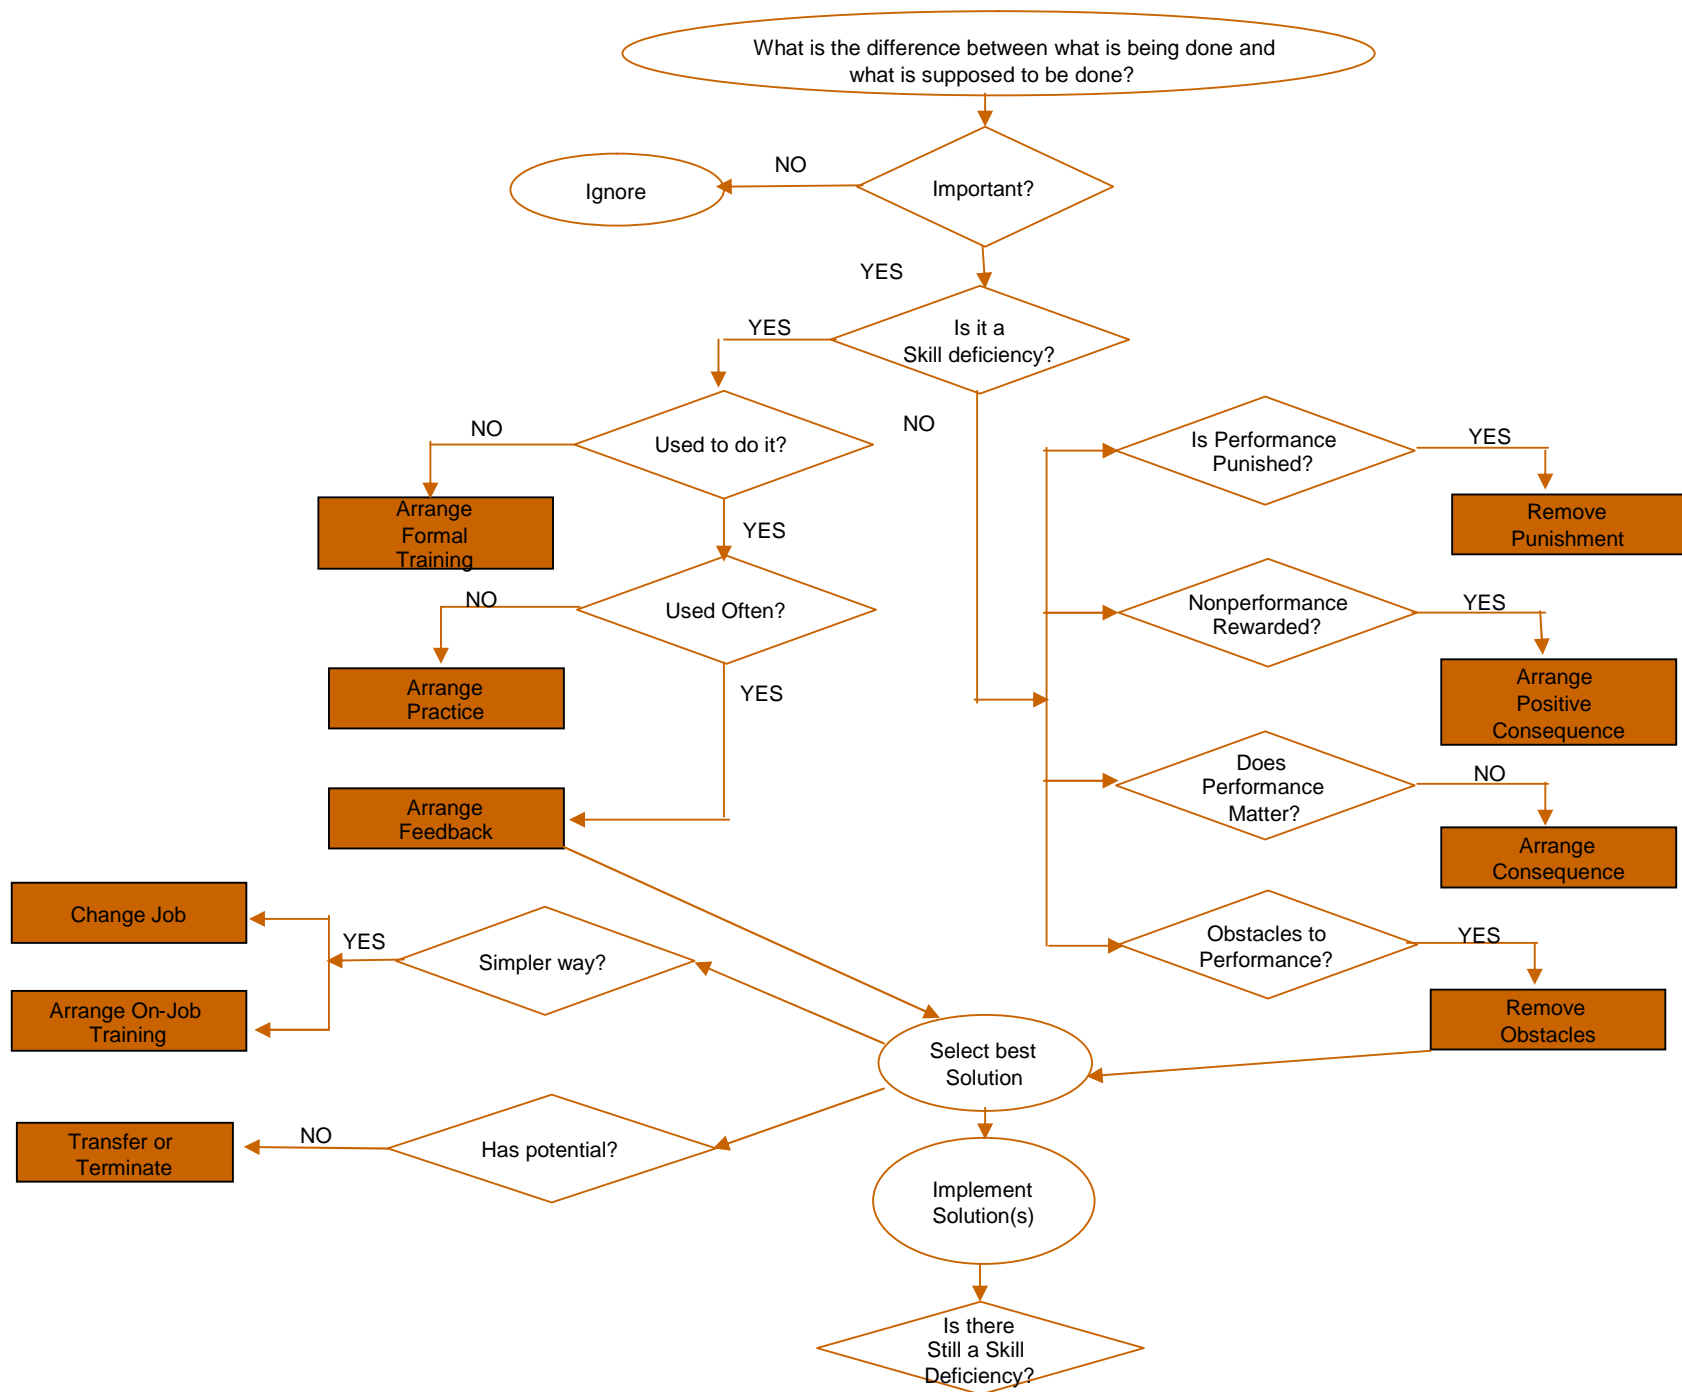 What is the difference between what is being done and
what is supposed to be done?
NO
Ignore
Important?
YES
YES
Is it a
Skill deficiency?
NO
Used to do it?
NO
Is Performance
Punished?
YES
Arrange
Formal
Training
YES
Remove
Punishment
NO
Used Often?
Nonperformance
Rewarded?
YES
Arrange
Practice
YES
Arrange
Positive
Consequence
Does
Performance
Matter?
NO
Arrange
Feedback
Arrange
Consequence
Change Job
YES
Simpler way?
Obstacles to
Performance?
YES
Arrange On-Job
Training
Remove
Obstacles
Select best
Solution
Transfer or
Terminate
NO
Has potential?
Implement
Solution(s)
Is there
Still a Skill
Deficiency?